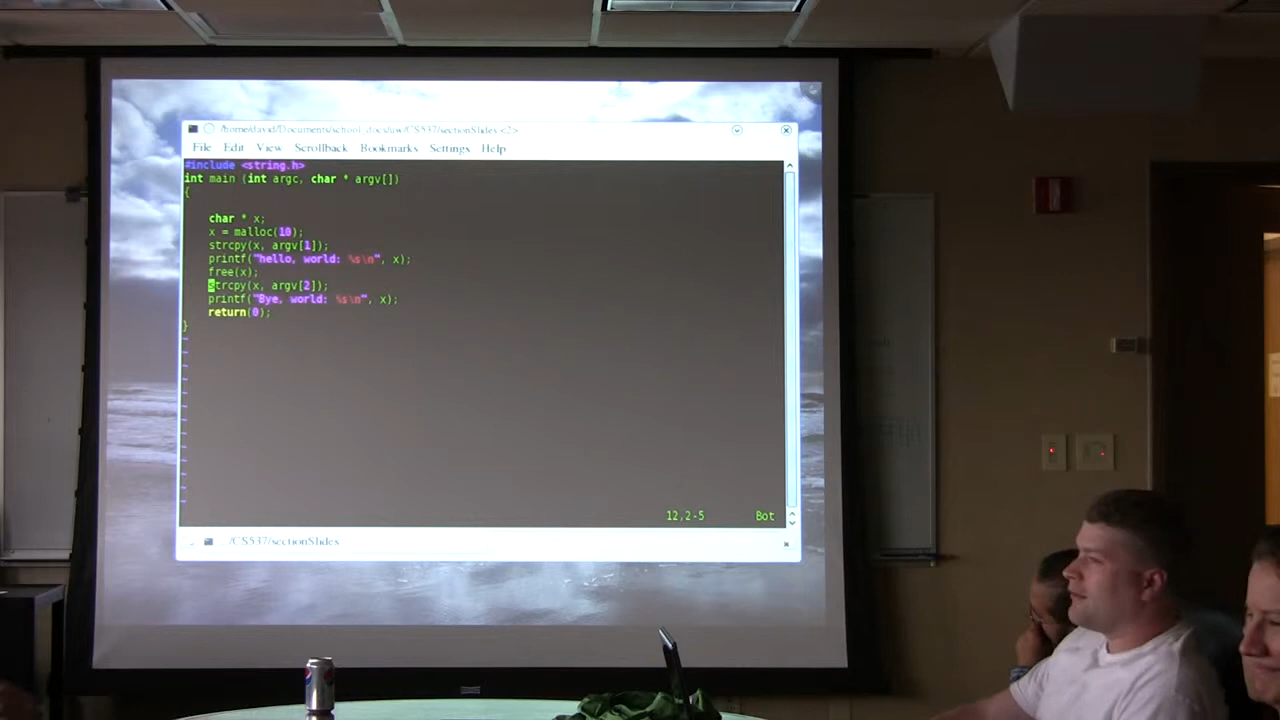 /home/david/Documents/school_docs/uw/CS537/sectionSlides <2>
File Edit View Scrollback Bookmarks Settings Help
#include <string.h>
int main (int argc, char * argv[])
{
char * x;
x = malloc(10);
strcpy(x, argv[1]);
printf("hello, world: %s\n", x);
free(x);
strcpy(x, argv[2]);
printf("Bye, world: %s\n", x);
return(0);
}
~
~
~
~
~
~
~
~
~
~
~
~
~
12,2-5 Bot
/CS537/sectionSlides